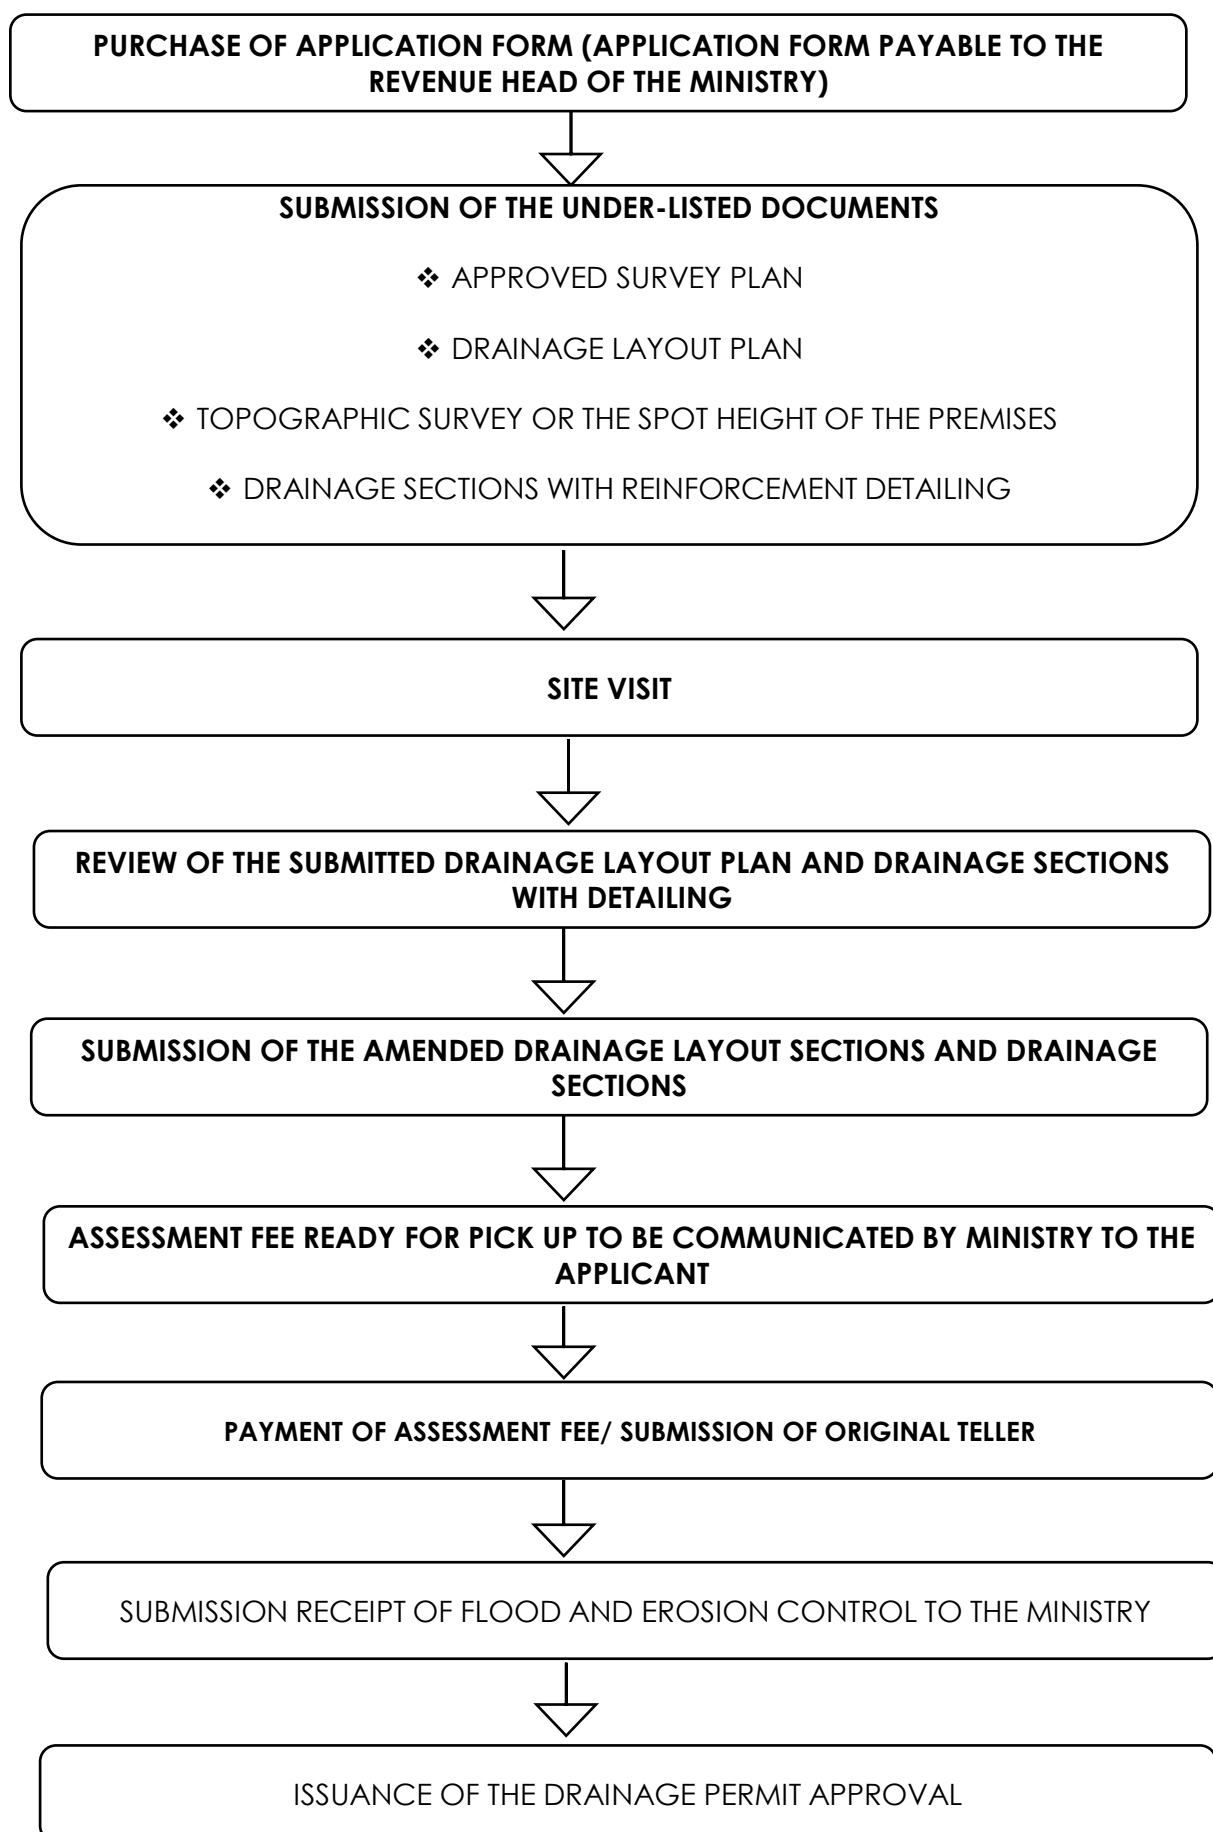 PURCHASE OF APPLICATION FORM (APPLICATION FORM PAYABLE TO THE
REVENUE HEAD OF THE MINISTRY)
SUBMISSION OF THE UNDER-LISTED DOCUMENTS
❖ APPROVED SURVEY PLAN
❖ DRAINAGE LAYOUT PLAN
❖ TOPOGRAPHIC SURVEY OR THE SPOT HEIGHT OF THE PREMISES
❖ DRAINAGE SECTIONS WITH REINFORCEMENT DETAILING
SITE VISIT
REVIEW OF THE SUBMITTED DRAINAGE LAYOUT PLAN AND DRAINAGE SECTIONS
WITH DETAILING
SUBMISSION OF THE AMENDED DRAINAGE LAYOUT SECTIONS AND DRAINAGE
SECTIONS
ASSESSMENT FEE READY FOR PICK UP TO BE COMMUNICATED BY MINISTRY TO THE
APPLICANT
PAYMENT OF ASSESSMENT FEE/ SUBMISSION OF ORIGINAL TELLER
SUBMISSION RECEIPT OF FLOOD AND EROSION CONTROL TO THE MINISTRY
ISSUANCE OF THE DRAINAGE PERMIT APPROVAL